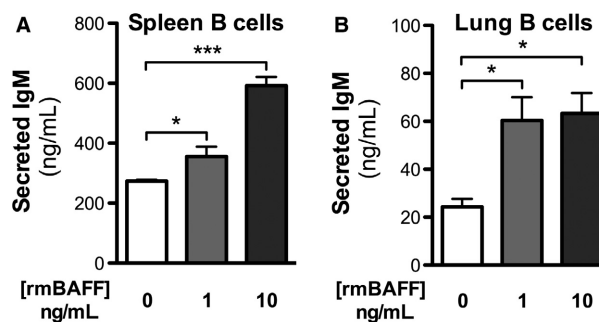 A Spleen B cells
Secreted IgM
(ng/mL)
800
600
400
200
0
***
*
[rmBAFF]
ng/mL
0 1 10
B Lung B cells
Secreted IgM
(ng/mL)
100
80
60
40
20
0
*
*
[rmBAFF]
ng/mL
0 1 10